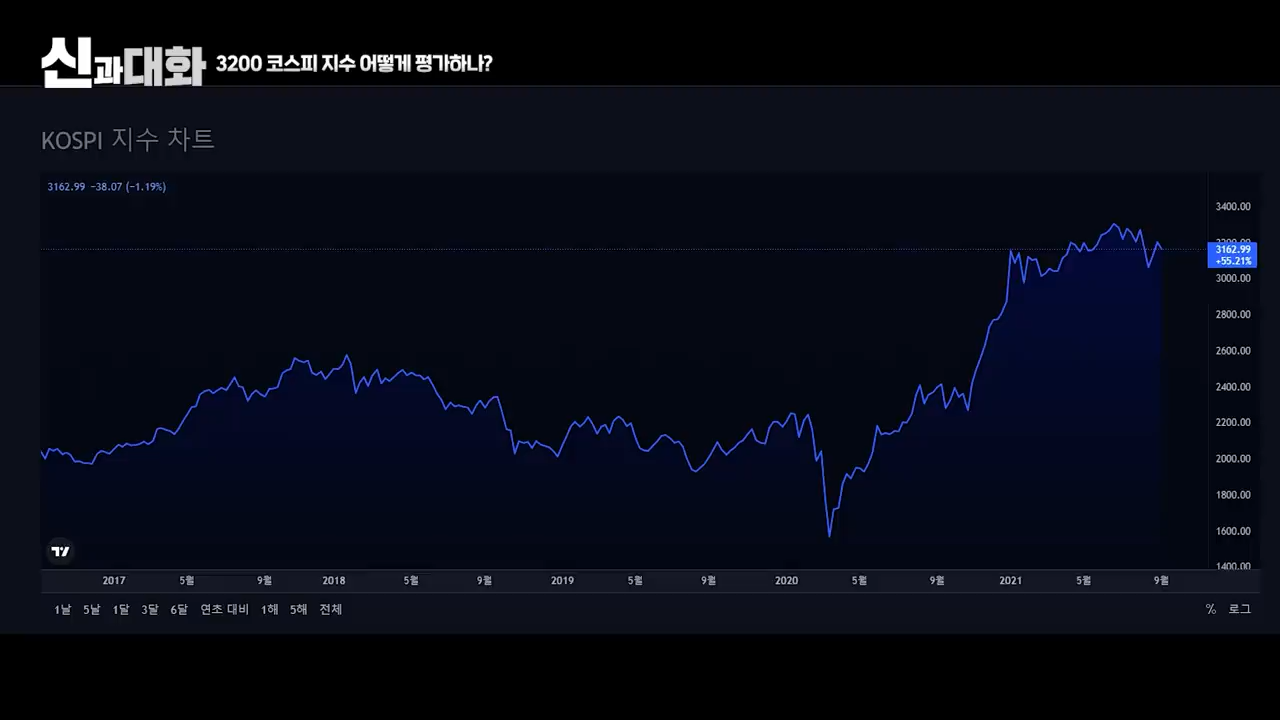 신과대화 3200 코스피 지수 어떻게 평가하나?
KOSPI 지수 차트
3162.99 −38.07 (−1.19%)
3400.00
3162.99
+55.21%
3000.00
2800.00
2600.00
2400.00
2200.00
2000.00
1800.00
1600.00
1400.00
2017 5월 9월 2018 5월 9월 2019 5월 9월 2020 5월 9월 2021 5월 9월
1날 5날 1달 3달 6달 연초 대비 1해 5해 전체 % 로그